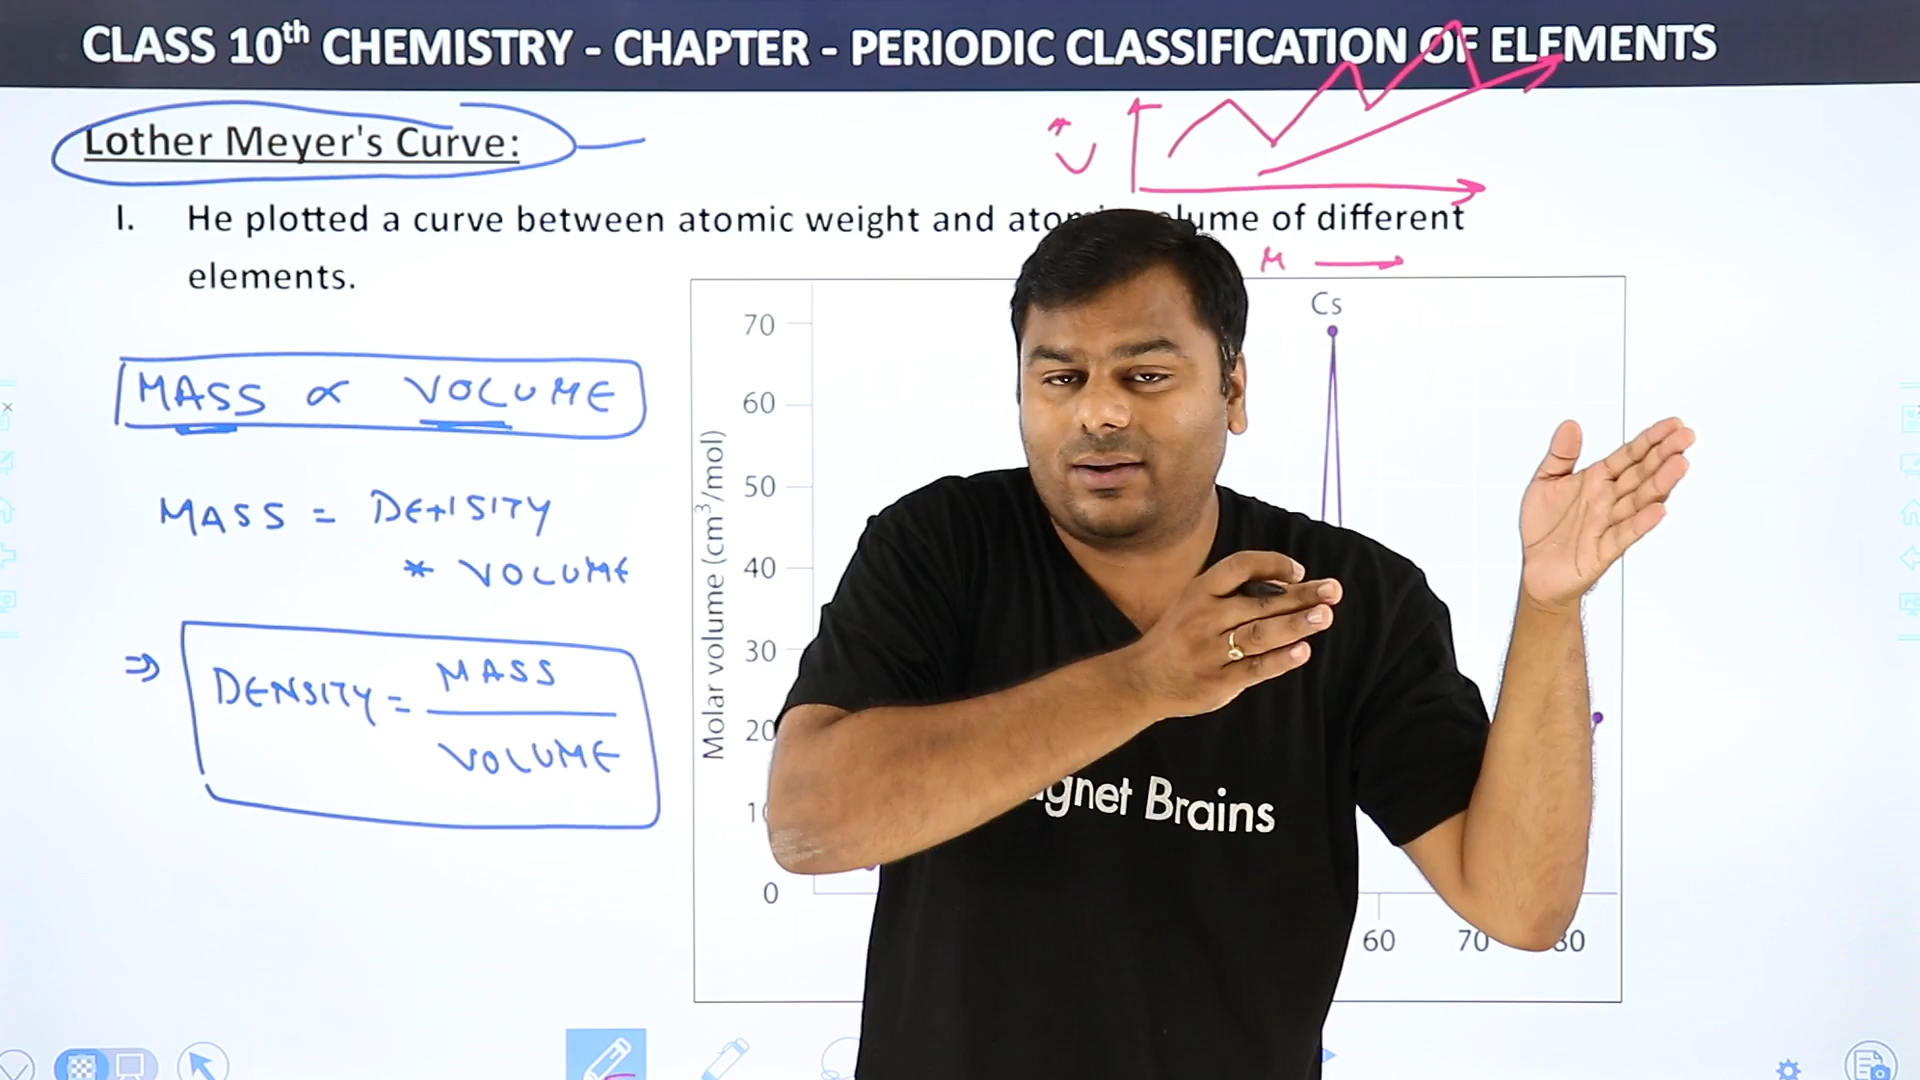 CLASS 10th CHEMISTRY - CHAPTER - PERIODIC CLASSIFICATION OF ELEMENTS
Lother Meyer's Curve:
V
I. He plotted a curve between atomic weight and volume of different
elements.
M
MASS ∝ VOLUME
MASS = DENSITY
* VOLUME
⇒ DENSITY = MASS
VOLUME
Cs
Molar volume (cm³/mol)
70
60
50
40
30
20
0
60 70 80
gnet Brains